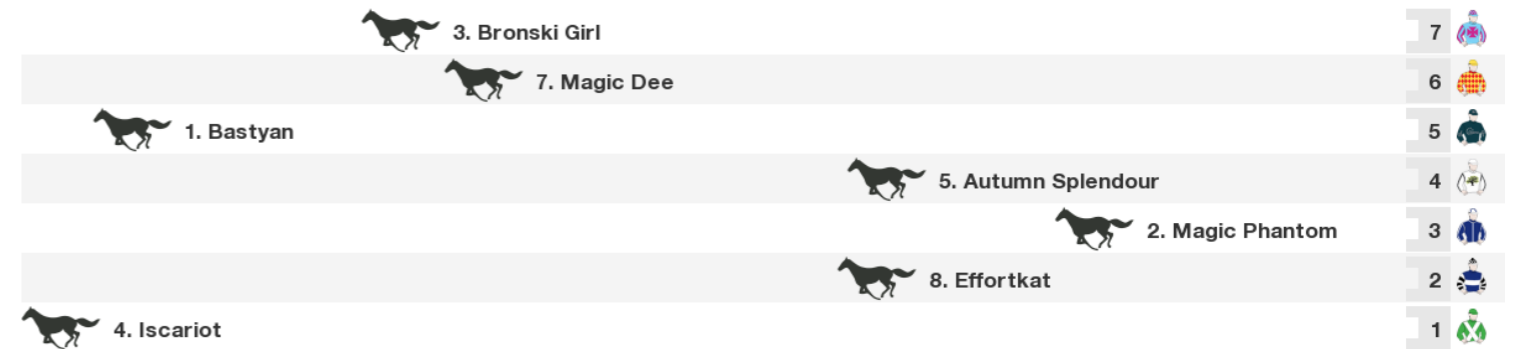 3. Bronski Girl 7
7. Magic Dee 6
1. Bastyan 5
5. Autumn Splendour 4
2. Magic Phantom 3
8. Effortkat 2
4. Iscariot 1